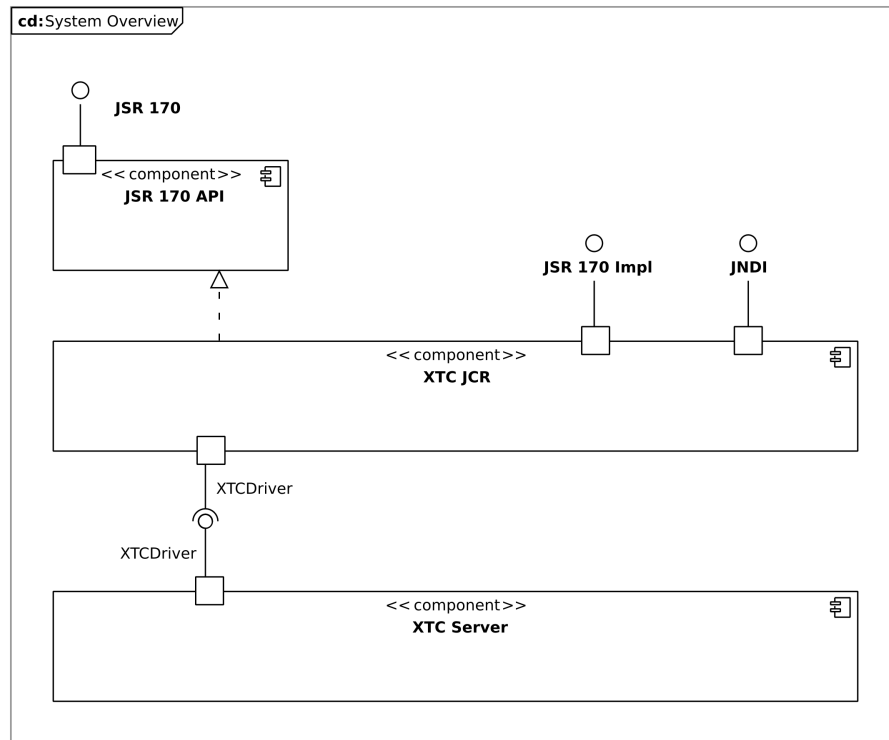 cd:System Overview
JSR 170
<<component>>
JSR 170 API
JSR 170 Impl
JNDI
<<component>>
XTC JCR
XTCDriver
XTCDriver
<<component>>
XTC Server